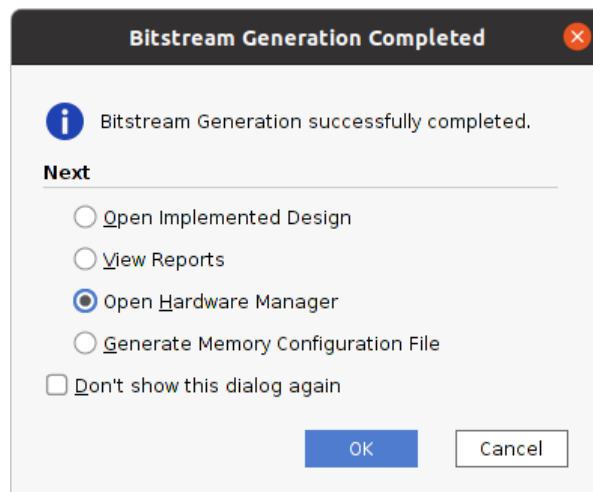 Bitstream Generation Completed
Bitstream Generation successfully completed.
Next
Open Implemented Design
View Reports
Open Hardware Manager
Generate Memory Configuration File
Don't show this dialog again
OK
Cancel